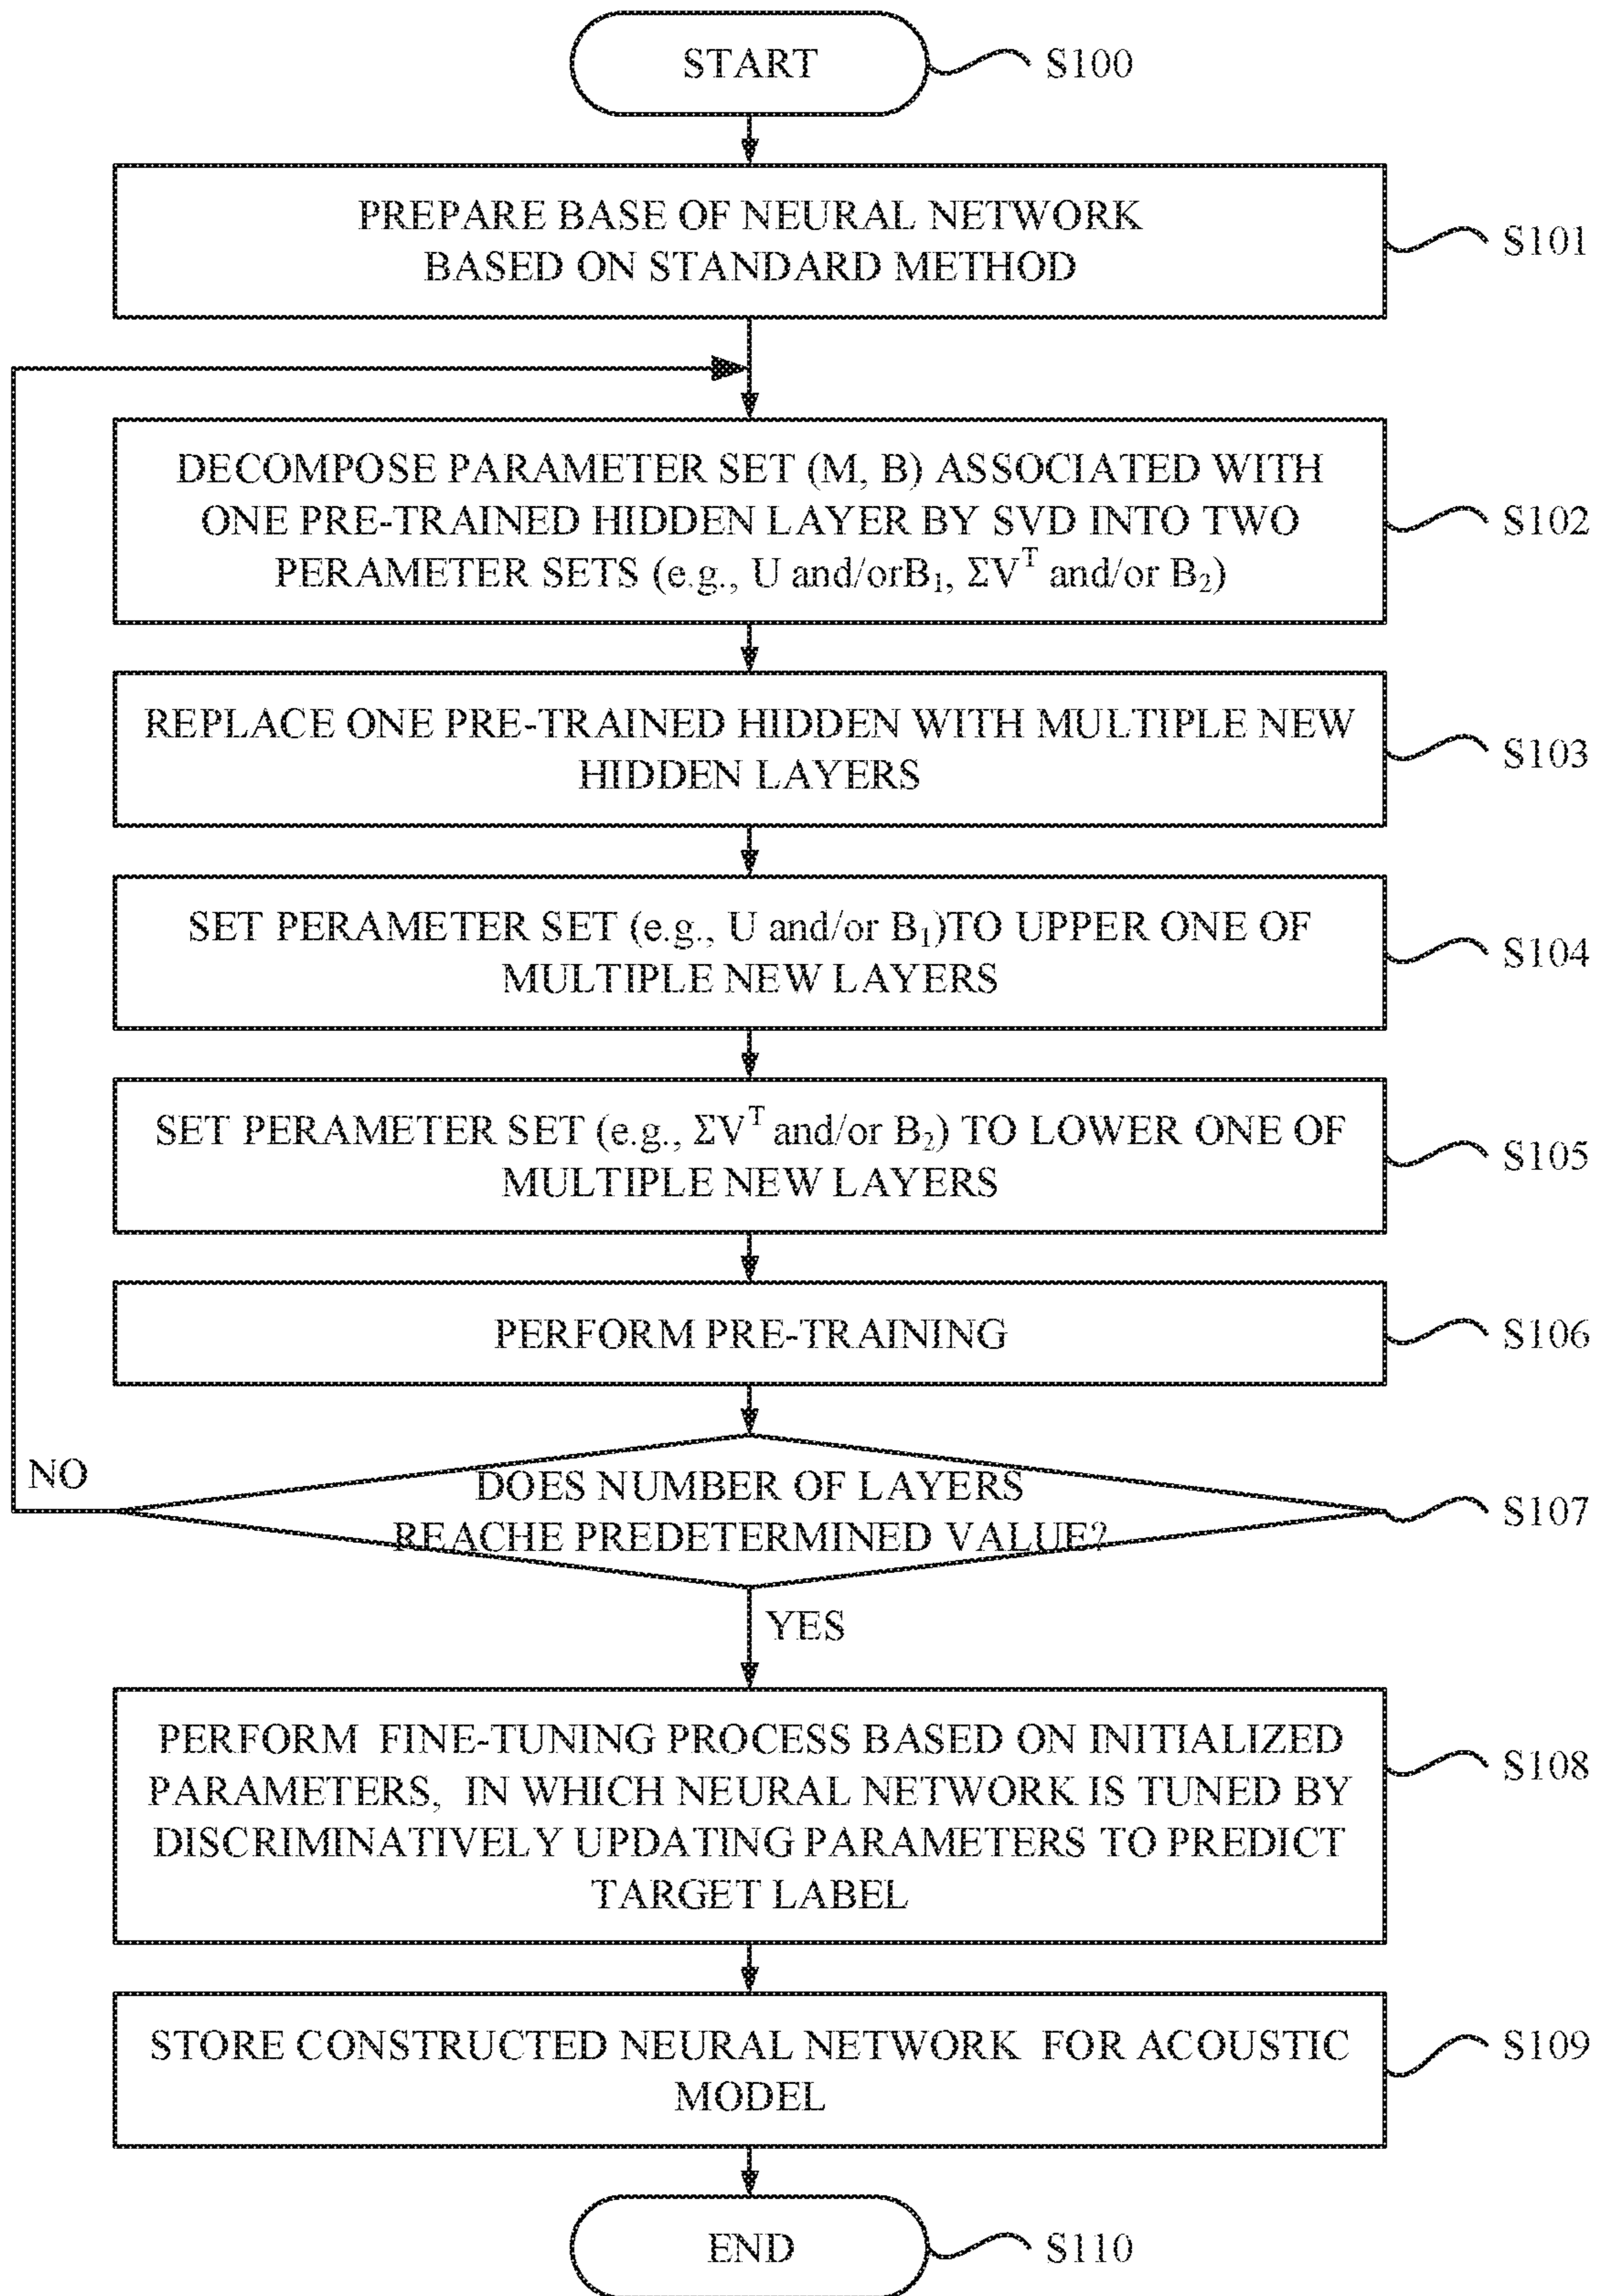 START
S100
PREPARE BASE OF NEURAL NETWORK
BASED ON STANDARD METHOD
S101
DECOMPOSE PARAMETER SET (M, B) ASSOCIATED WITH
ONE PRE-TRAINED HIDDEN LAYER BY SVD INTO TWO
PERAMETER SETS (e.g., U and/orB₁, ΣVᵀ and/or B₂)
S102
REPLACE ONE PRE-TRAINED HIDDEN WITH MULTIPLE NEW
HIDDEN LAYERS
S103
SET PERAMETER SET (e.g., U and/or B₁)TO UPPER ONE OF
MULTIPLE NEW LAYERS
S104
SET PERAMETER SET (e.g., ΣVᵀ and/or B₂) TO LOWER ONE OF
MULTIPLE NEW LAYERS
S105
PERFORM PRE-TRAINING
S106
NO
DOES NUMBER OF LAYERS
REACHE PREDETERMINED VALUE?
S107
YES
PERFORM FINE-TUNING PROCESS BASED ON INITIALIZED
PARAMETERS, IN WHICH NEURAL NETWORK IS TUNED BY
DISCRIMINATIVELY UPDATING PARAMETERS TO PREDICT
TARGET LABEL
S108
STORE CONSTRUCTED NEURAL NETWORK FOR ACOUSTIC
MODEL
S109
END
S110